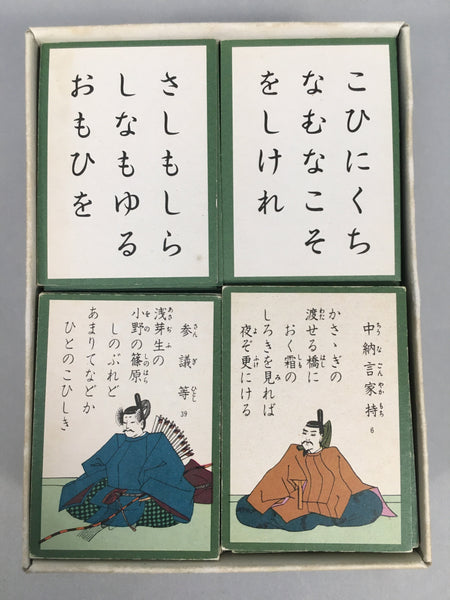 こひにくち
なむなこそ
をしけれ
さしもしら
しなもゆる
おもひを
中納言家持
6
かさゝぎの
渡せる橋に
おく霜の
しろきを見れば
夜ぞ更にける
参議等
39
浅芽生の
小野の篠原
しのぶれど
あまりてなどか
ひとのこひしき